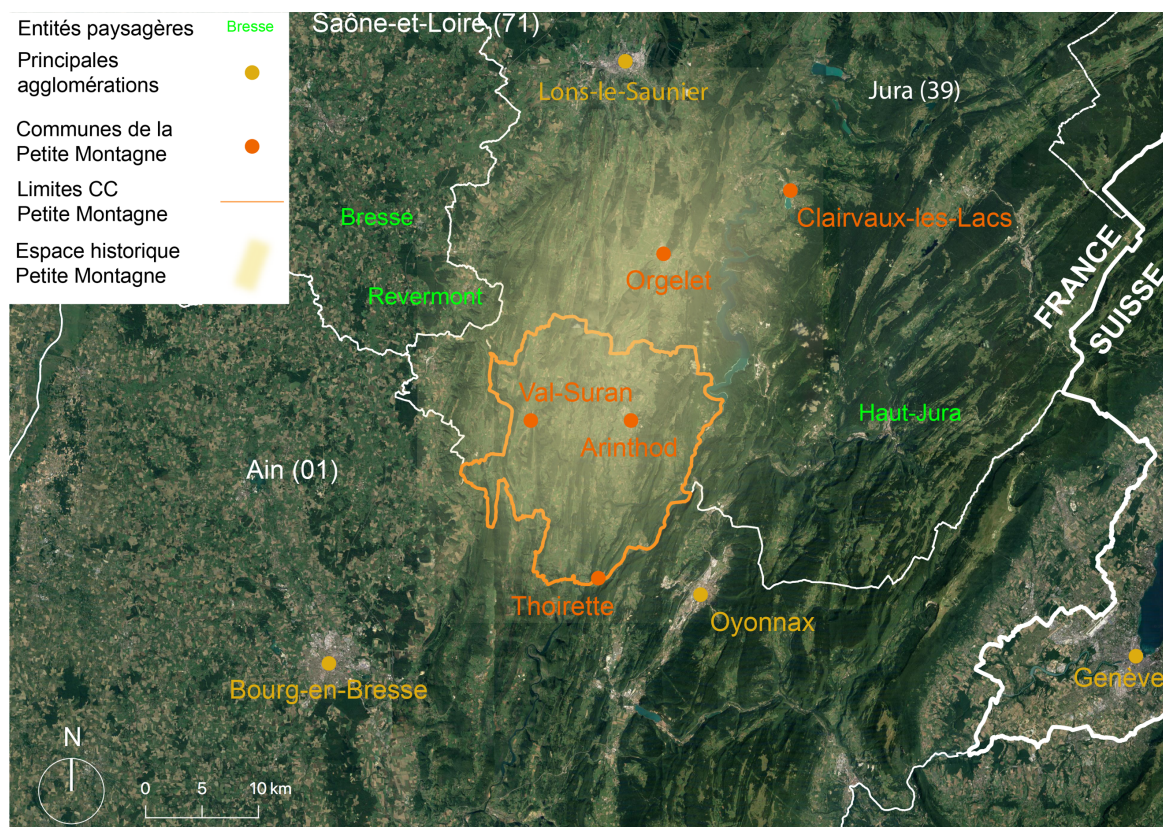 Entités paysagères
Bresse
Principales
agglomérations
Communes de la
Petite Montagne
Limites CC
Petite Montagne
Espace historique
Petite Montagne
Saône-et-Loire (71)
Lons-le-Saunier
Jura (39)
Bresse
Clairvaux-les-Lacs
Orgelet
Revermont
FRANCE
SUISSE
Val-Suran
Arinthod
Haut-Jura
Ain (01)
Thoirette
Oyonnax
Bourg-en-Bresse
Genève
N
0 5 10 km